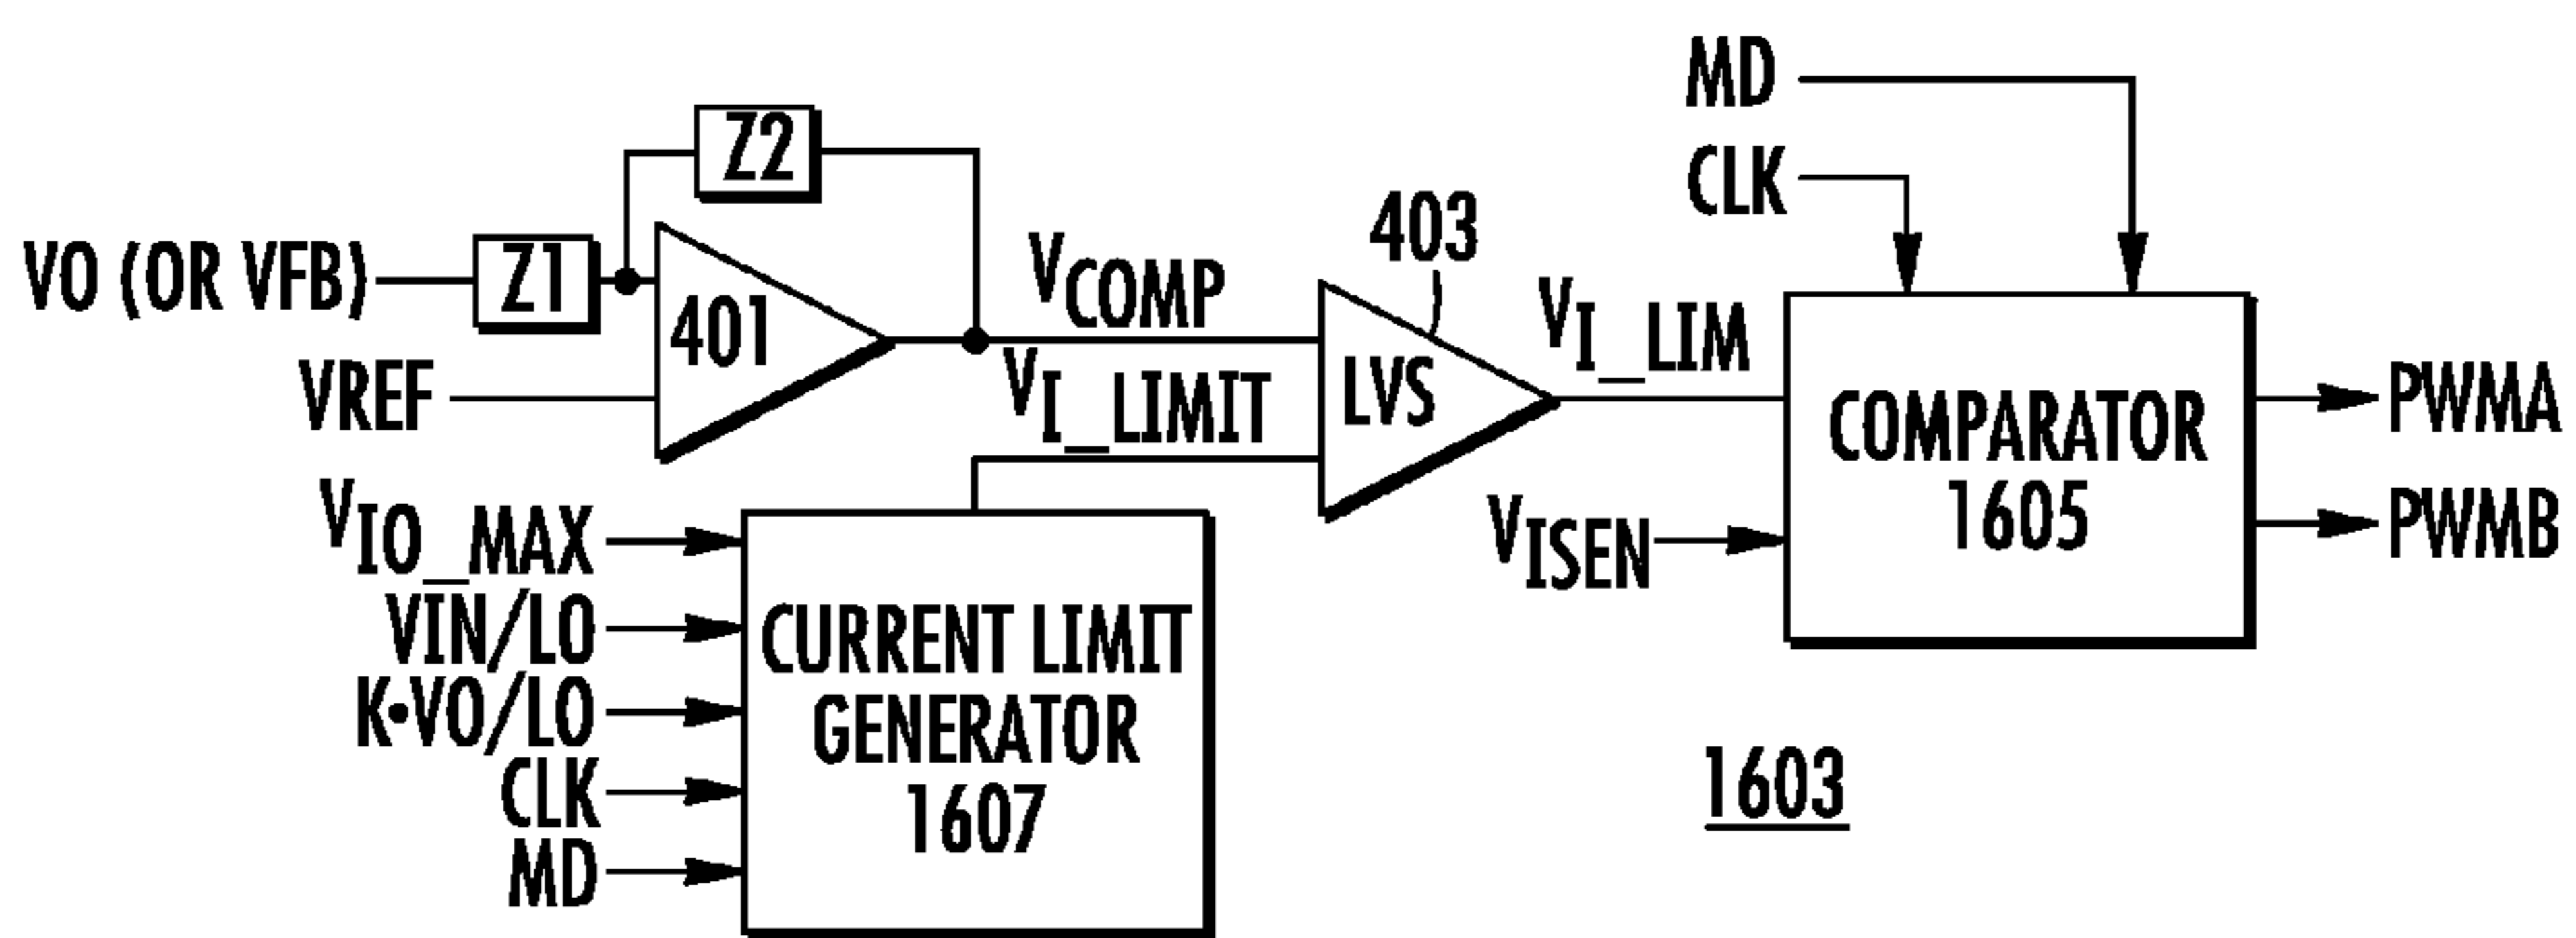 MD
CLK
Z2
VO (OR VFB)
Z1
401
VREF
VCOMP
VI_LIMIT
403
LVS
VI_LIM
VISEN
COMPARATOR
1605
PWMA
PWMB
VIO_MAX
VIN/LO
K•VO/LO
CLK
MD
CURRENT LIMIT
GENERATOR
1607
1603